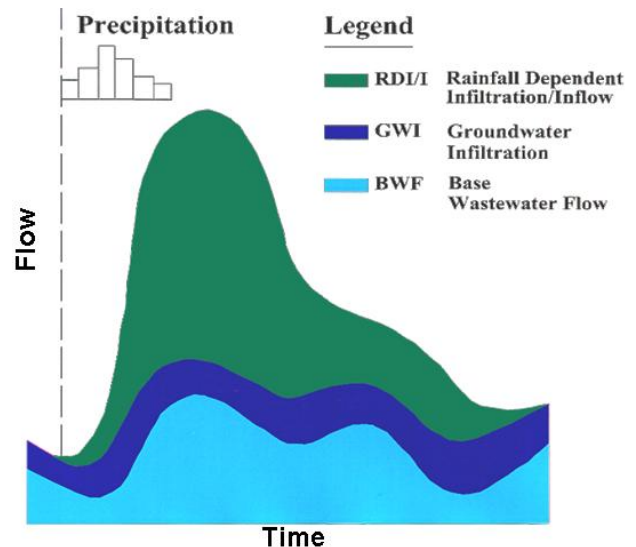 Precipitation
Legend
RDI/I Rainfall Dependent
Infiltration/Inflow
GWI Groundwater
Infiltration
BWF Base
Wastewater Flow
Flow
Time